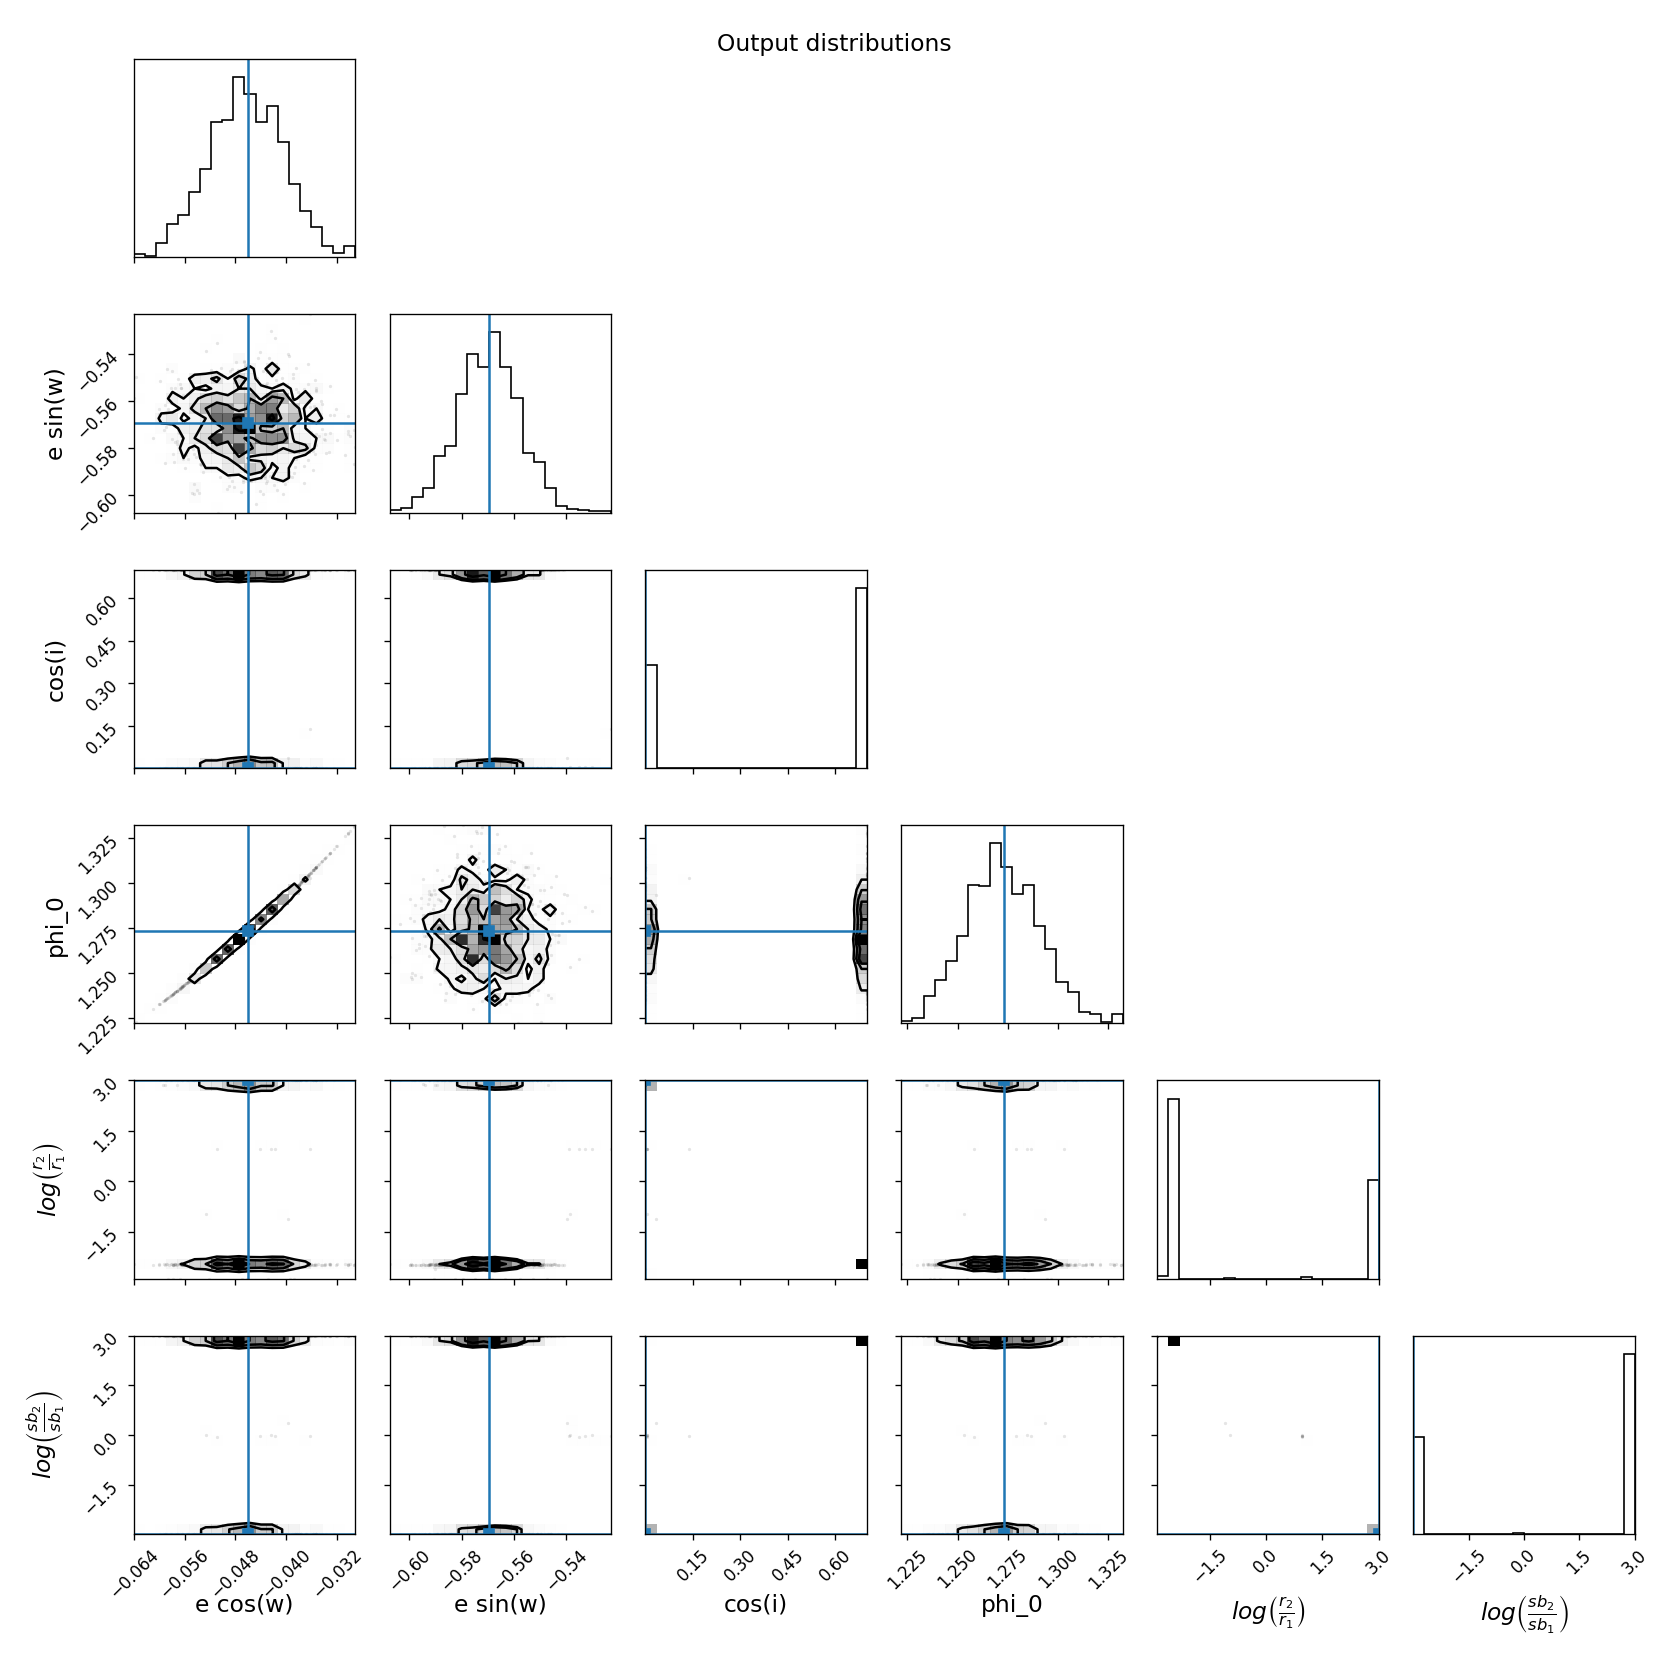 Output distributions
e sin(w)
−0.54
−0.56
−0.58
−0.60
cos(i)
0.60
0.45
0.30
0.15
phi_0
1.325
1.300
1.275
1.250
1.225
log(r₂/r₁)
3.0
1.5
0.0
−1.5
log(sb₂/sb₁)
3.0
1.5
0.0
−1.5
−0.064 −0.056 −0.048 −0.040 −0.032 −0.60 −0.58 −0.56 −0.54 0.15 0.30 0.45 0.60 1.225 1.250 1.275 1.300 1.325 −1.5 0.0 1.5 3.0 −1.5 0.0 1.5 3.0
e cos(w) e sin(w) cos(i) phi_0 log(r₂/r₁) log(sb₂/sb₁)